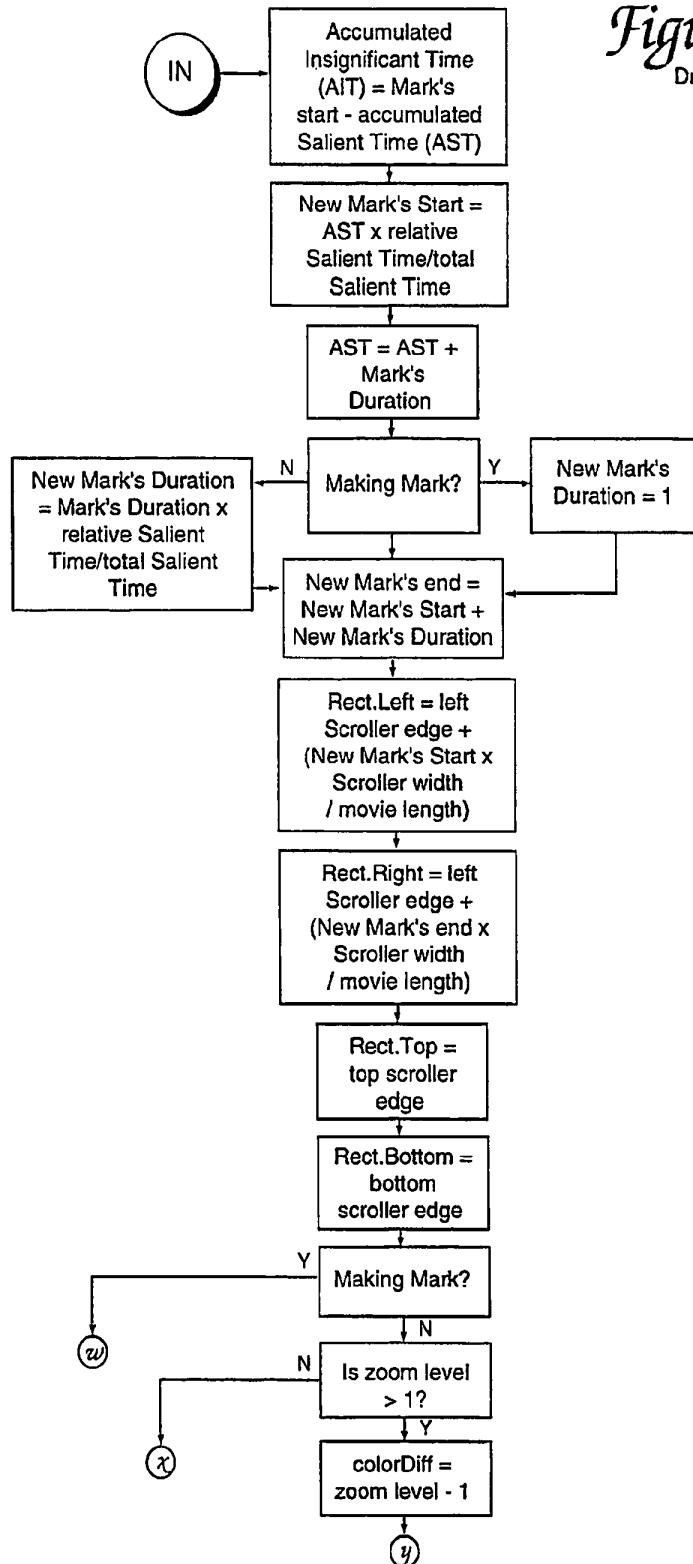 Accumulated
Insignificant Time
(AIT) = Mark's
start - accumulated
Salient Time (AST)
IN
New Mark's Start =
AST x relative
Salient Time/total
Salient Time
AST = AST +
Mark's
Duration
N
Making Mark?
Y
New Mark's
Duration = 1
New Mark's Duration
= Mark's Duration x
relative Salient
Time/total Salient
Time
New Mark's end =
New Mark's Start +
New Mark's Duration
Rect.Left = left
Scroller edge +
(New Mark's Start x
Scroller width
/ movie length)
Rect.Right = left
Scroller edge +
(New Mark's end x
Scroller width
/ movie length)
Rect.Top =
top scroller
edge
Rect.Bottom =
bottom
scroller edge
Y
Making Mark?
w
N
N
Is zoom level
> 1?
x
Y
colorDiff =
zoom level - 1
y